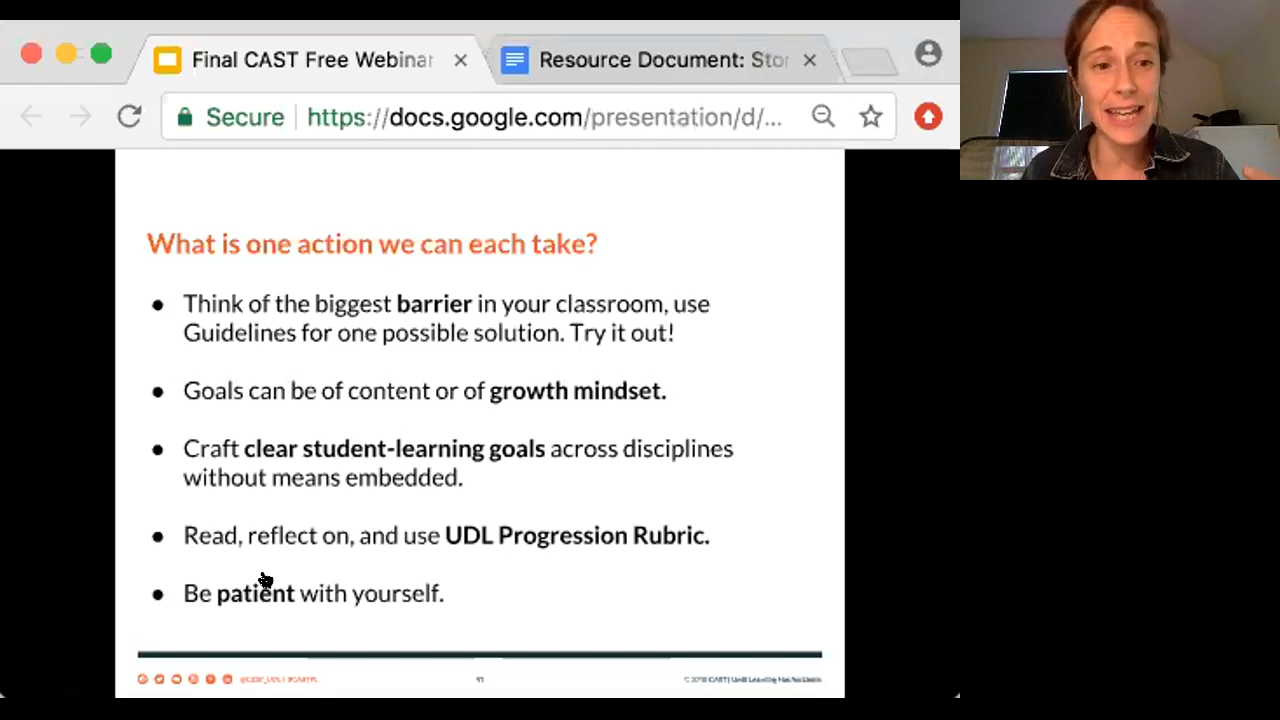 Final CAST Free Webinar
Resource Document: Stor
Secure https://docs.google.com/presentation/d/...
What is one action we can each take?
Think of the biggest barrier in your classroom, use
Guidelines for one possible solution. Try it out!
Goals can be of content or of growth mindset.
Craft clear student-learning goals across disciplines
without means embedded.
Read, reflect on, and use UDL Progression Rubric.
Be patient with yourself.